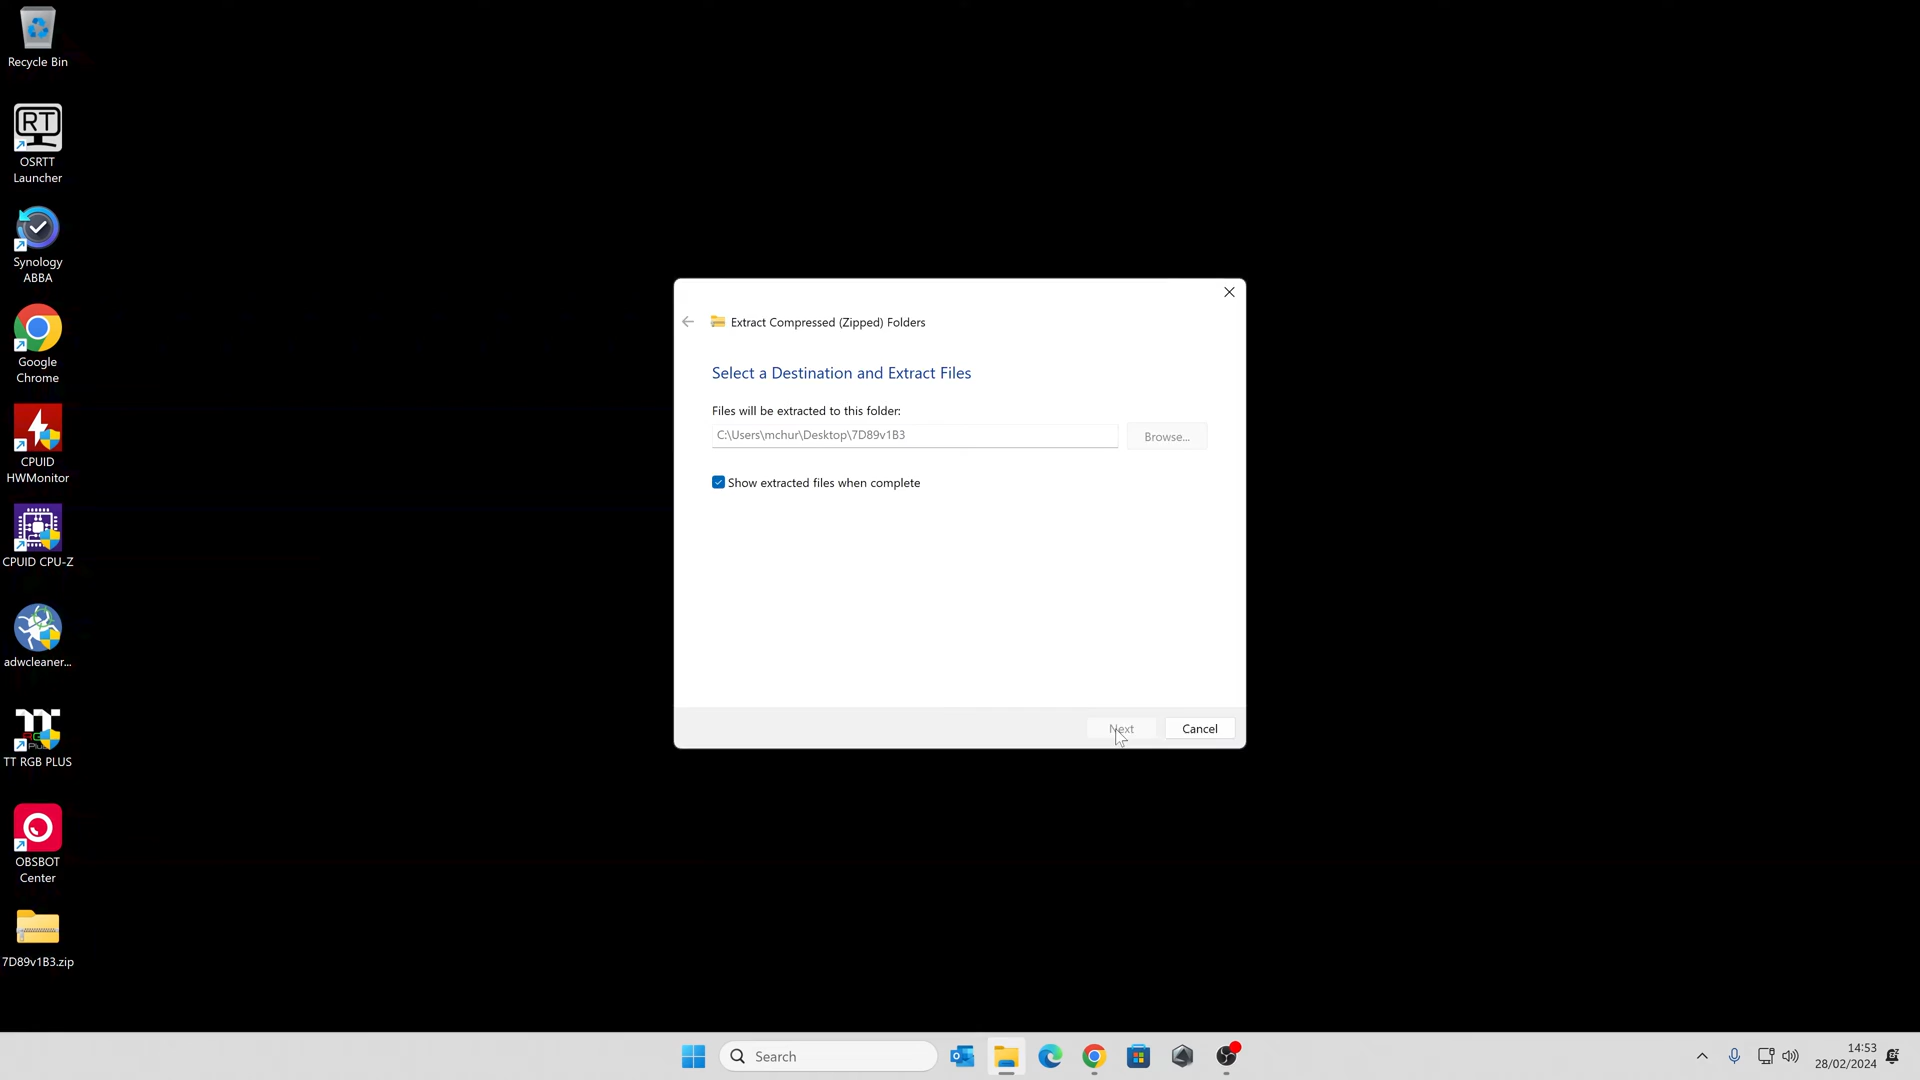 Recycle Bin
RT
OSRTT
Launcher
Synology
ABBA
Google
Chrome
CPUID
HWMonitor
CPUID CPU-Z
adwcleaner...
TT RGB PLUS
OBSBOT
Center
7D89v1B3.zip
Extract Compressed (Zipped) Folders
Select a Destination and Extract Files
Files will be extracted to this folder:
C:\Users\mchur\Desktop\7D89v1B3
Browse...
Show extracted files when complete
Next
Cancel
Search
14:53
28/02/2024